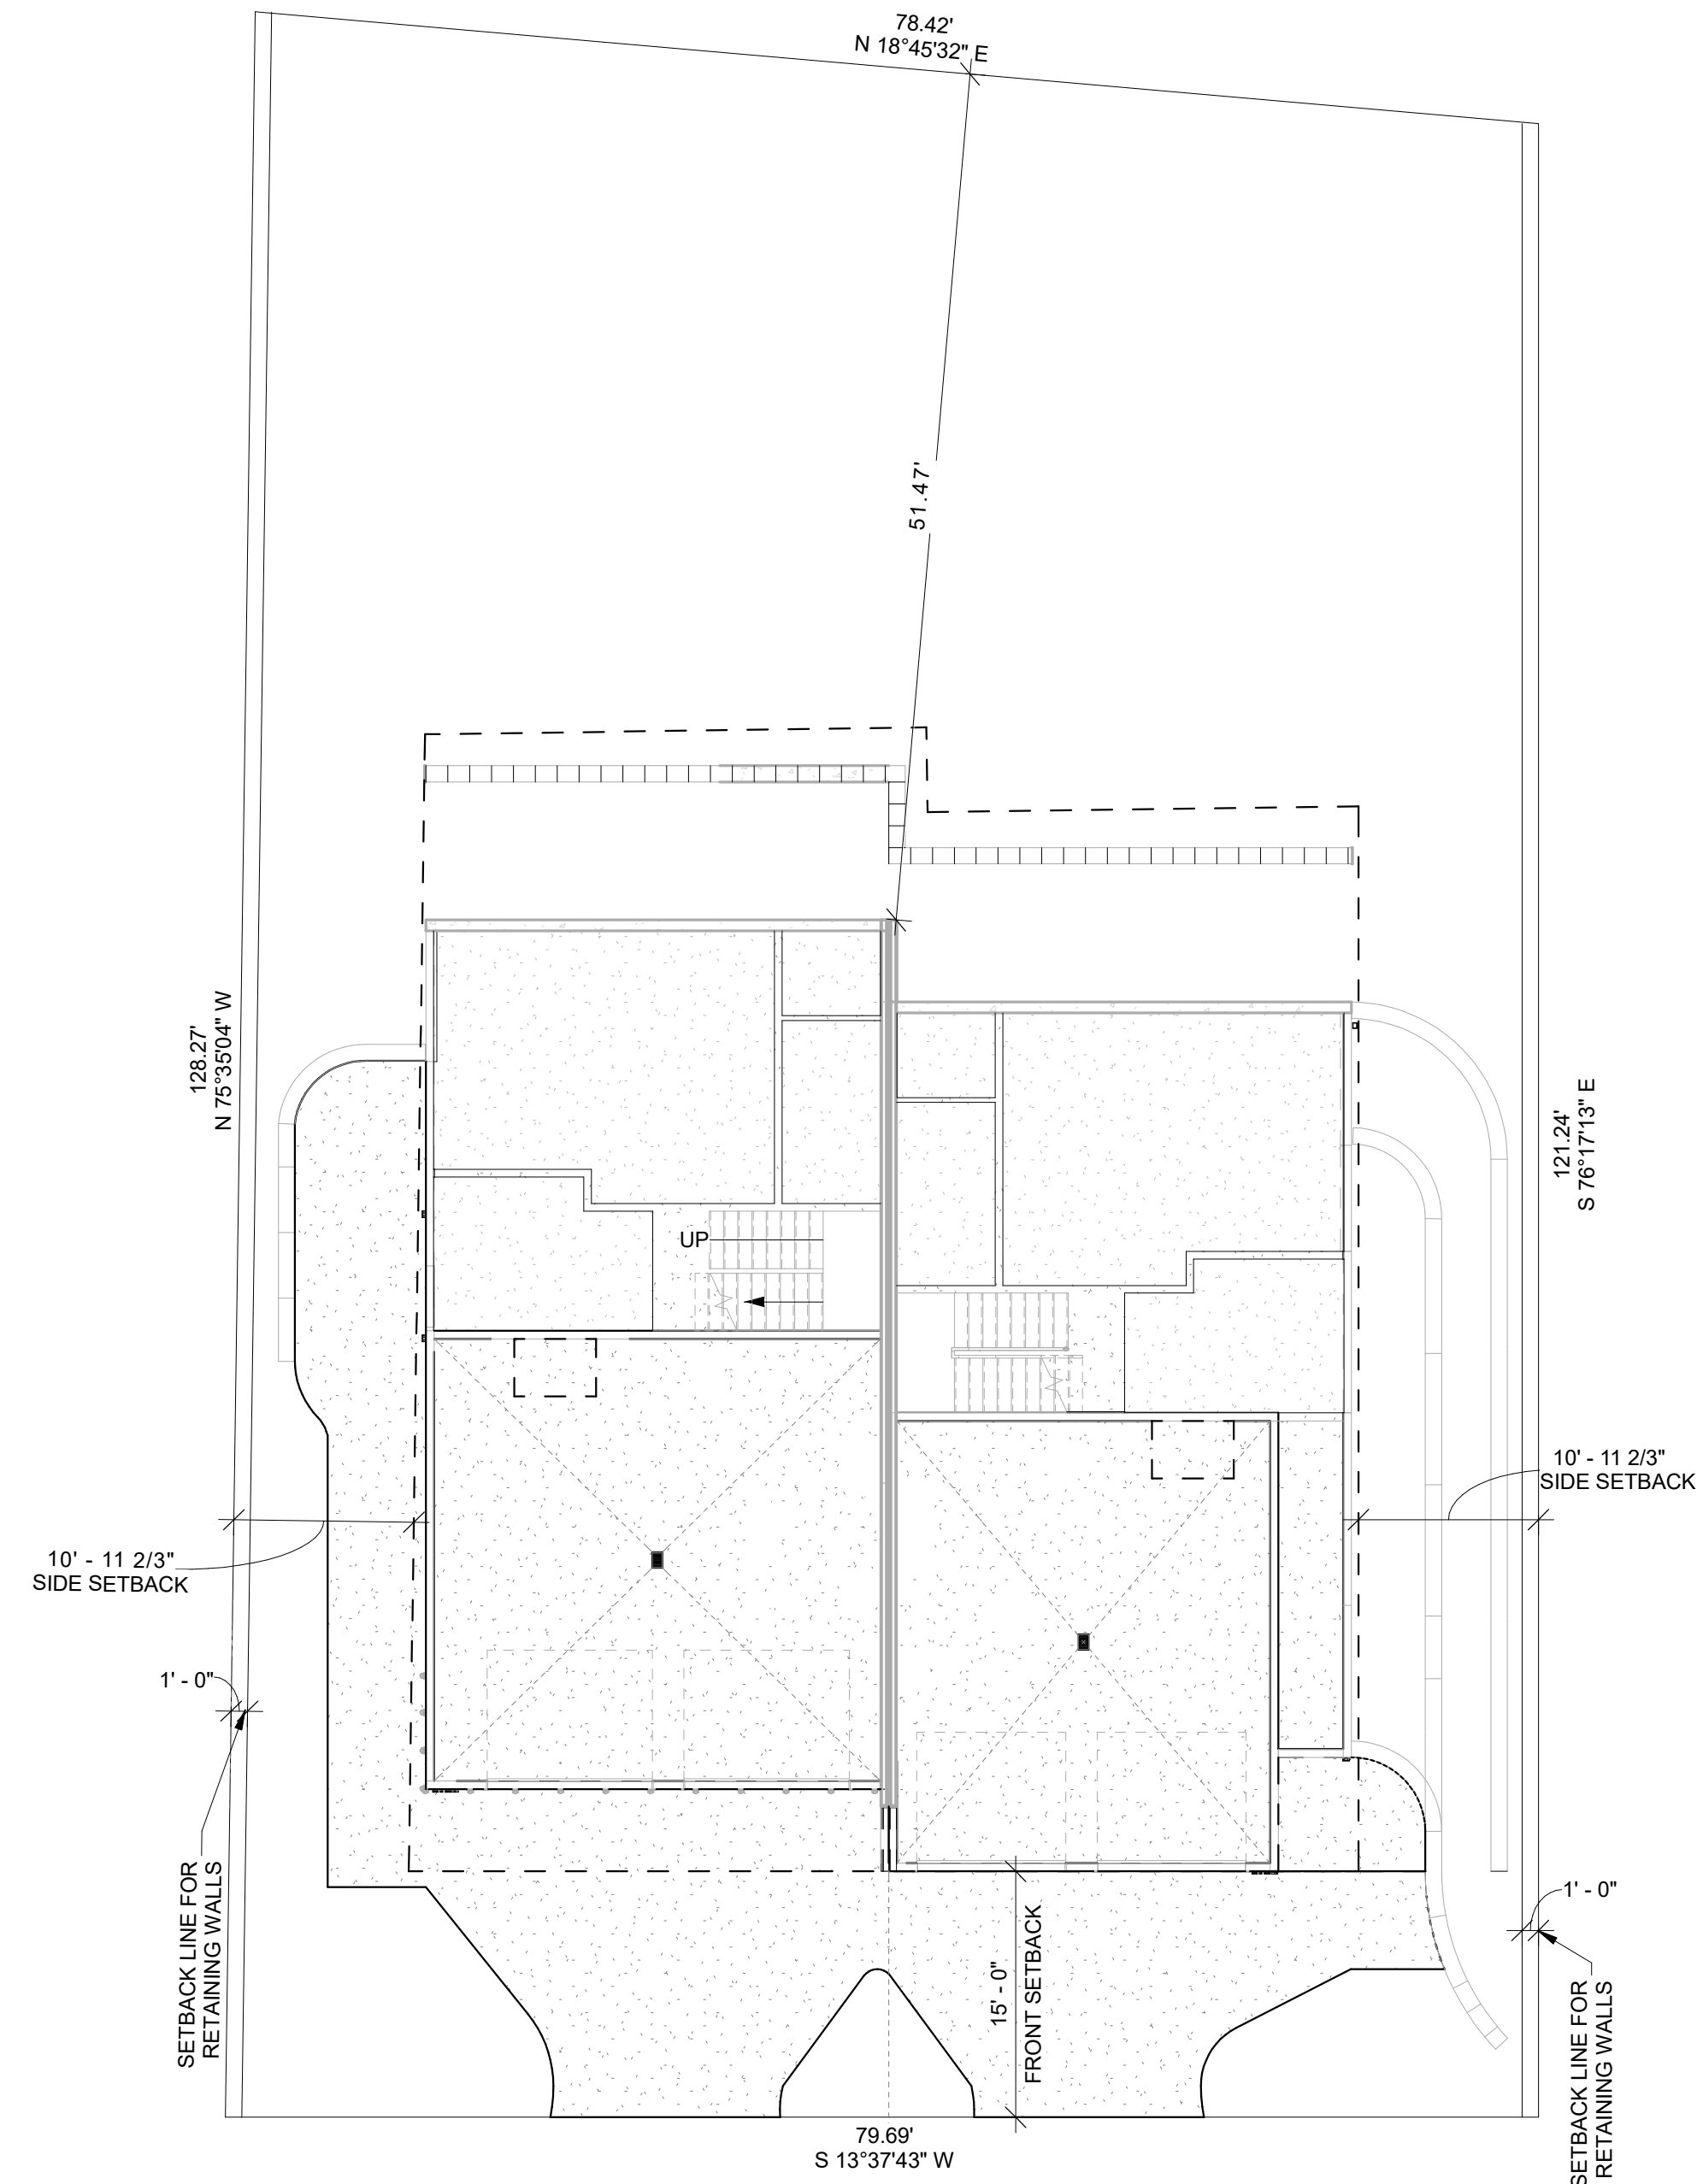 78.42'
N 18°45'32" E
51.47'
128.27'
N 75°35'04" W
121.24'
S 76°17'13" E
UP
10' - 11 2/3"
SIDE SETBACK
10' - 11 2/3"
SIDE SETBACK
1' - 0"
SETBACK LINE FOR
RETAINING WALLS
15' - 0"
FRONT SETBACK
1' - 0"
SETBACK LINE FOR
RETAINING WALLS
79.69'
S 13°37'43" W